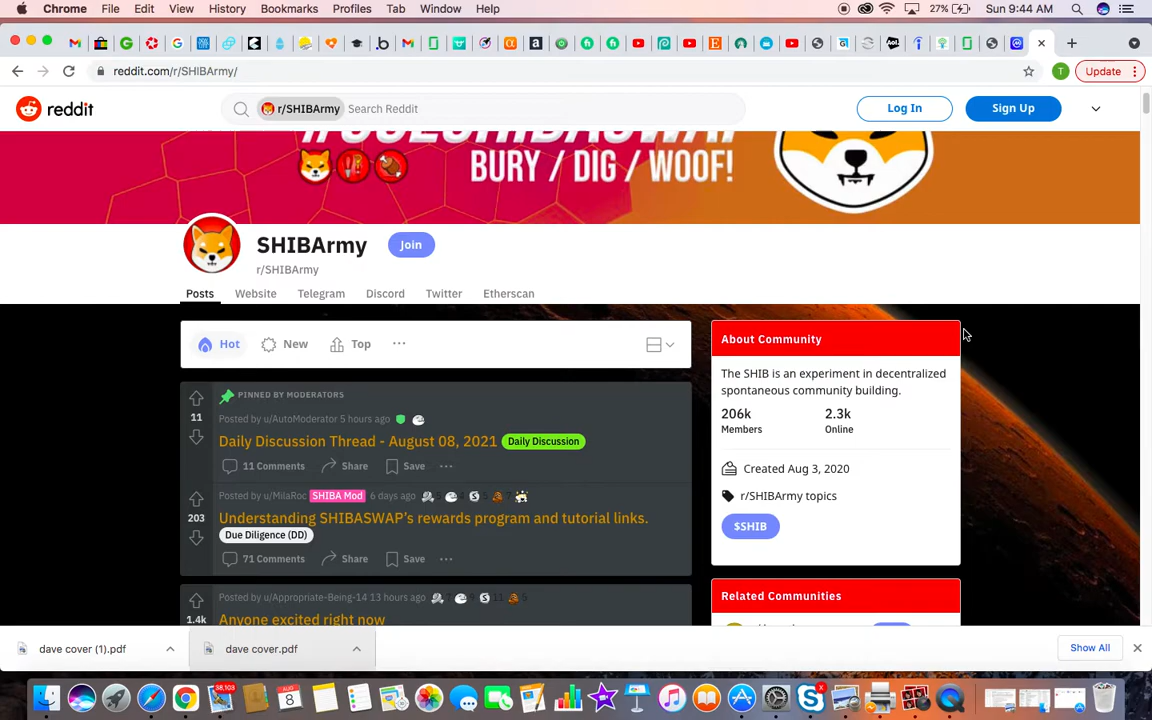 Chrome File Edit View History Bookmarks Profiles Tab Window Help 27% Sun 9:44 AM
reddit.com/r/SHIBArmy/ T Update
reddit r/SHIBArmy Search Reddit Log In Sign Up
BURY / DIG / WOOF!
SHIBArmy Join
r/SHIBArmy
Posts Website Telegram Discord Twitter Etherscan
Hot New Top
PINNED BY MODERATORS
11
Posted by u/AutoModerator 5 hours ago
Daily Discussion Thread - August 08, 2021 Daily Discussion
11 Comments Share Save
Posted by u/MilaRoc SHIBA Mod 6 days ago
203
Understanding SHIBASWAP's rewards program and tutorial links.
Due Diligence (DD)
71 Comments Share Save
Posted by u/Appropriate-Being-14 13 hours ago
1.4k
Anyone excited right now
About Community
The SHIB is an experiment in decentralized
spontaneous community building.
206k 2.3k
Members Online
Created Aug 3, 2020
r/SHIBArmy topics
$SHIB
Related Communities
dave cover (1).pdf dave cover.pdf Show All
58,103
AUG
8